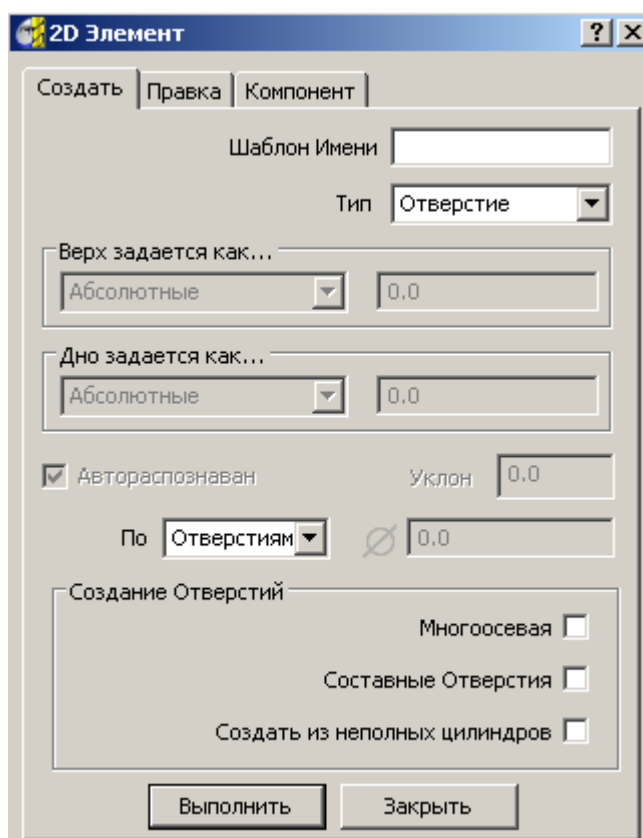 2D Элемент
Создать Правка Компонент
Шаблон Имени
Тип Отверстие
Верх задается как...
Абсолютные 0.0
Дно задается как...
Абсолютные 0.0
Автораспознаван Уклон 0.0
По Отверстиям 0.0
Создание Отверстий
Многоосевая
Составные Отверстия
Создать из неполных цилиндров
Выполнить Закрыть